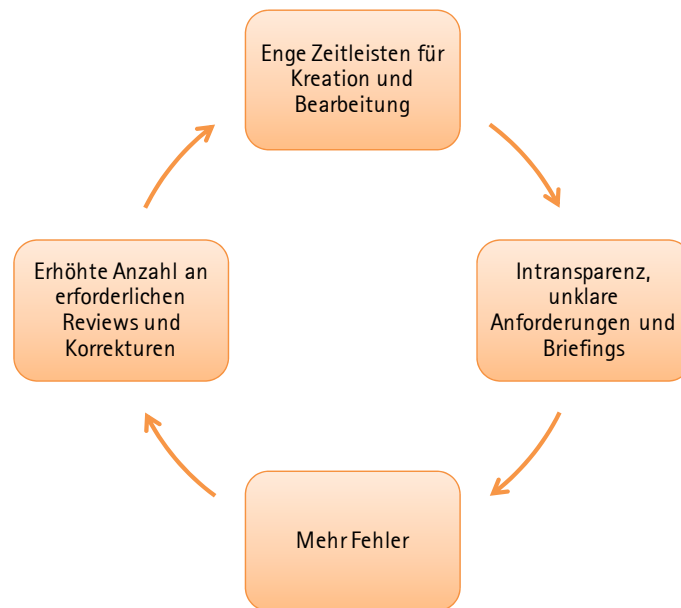 Enge Zeitleisten für
Kreation und
Bearbeitung
Intransparenz,
unklare
Anforderungen und
Briefings
Mehr Fehler
Erhöhte Anzahl an
erforderlichen
Reviews und
Korrekturen